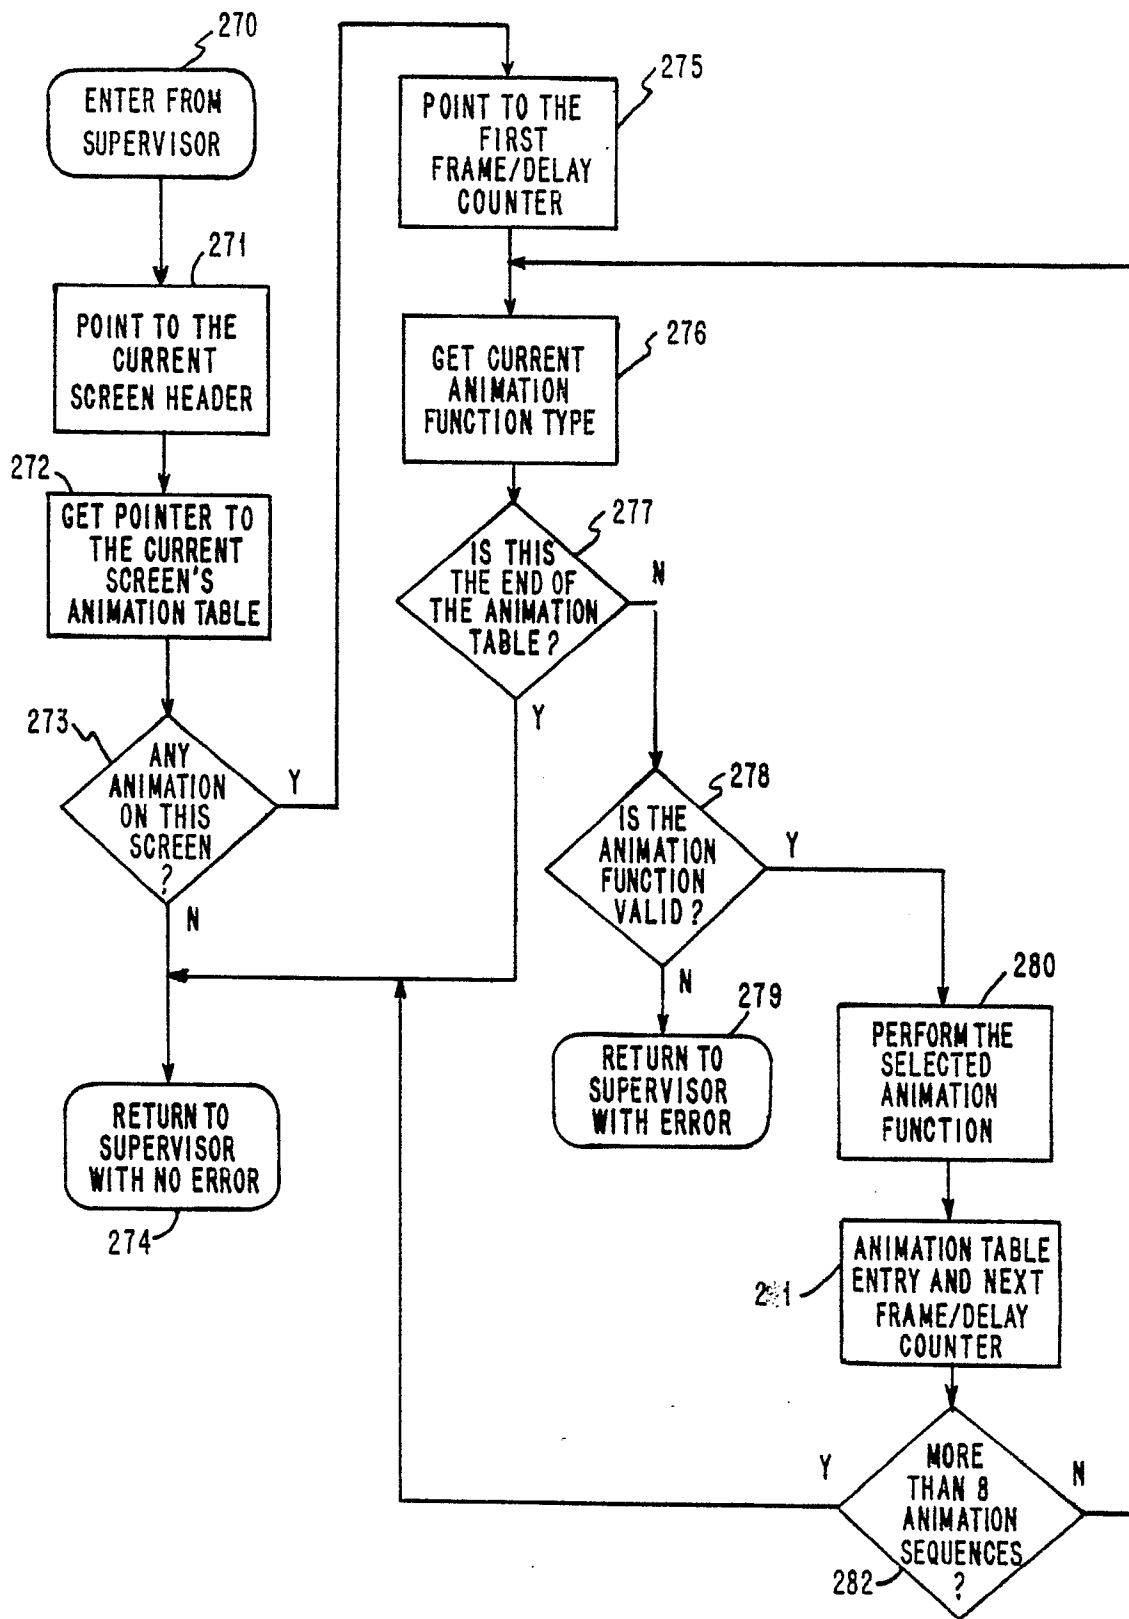 270
ENTER FROM
SUPERVISOR
271
POINT TO THE
CURRENT
SCREEN HEADER
272
GET POINTER TO
THE CURRENT
SCREEN'S
ANIMATION TABLE
273
ANY
ANIMATION
ON THIS
SCREEN
?
Y
N
RETURN TO
SUPERVISOR
WITH NO ERROR
274
275
POINT TO THE
FIRST
FRAME/DELAY
COUNTER
276
GET CURRENT
ANIMATION
FUNCTION TYPE
277
IS THIS
THE END OF
THE ANIMATION
TABLE?
N
Y
278
IS THE
ANIMATION
FUNCTION
VALID?
Y
N
279
RETURN TO
SUPERVISOR
WITH ERROR
280
PERFORM THE
SELECTED
ANIMATION
FUNCTION
ANIMATION TABLE
ENTRY AND NEXT
FRAME/DELAY
COUNTER
MORE
THAN 8
ANIMATION
SEQUENCES
?
Y
N
282